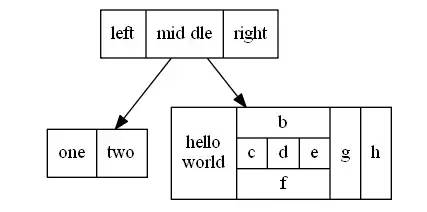 left mid dle right
one two
hello
world
b
c d e
f
g
h